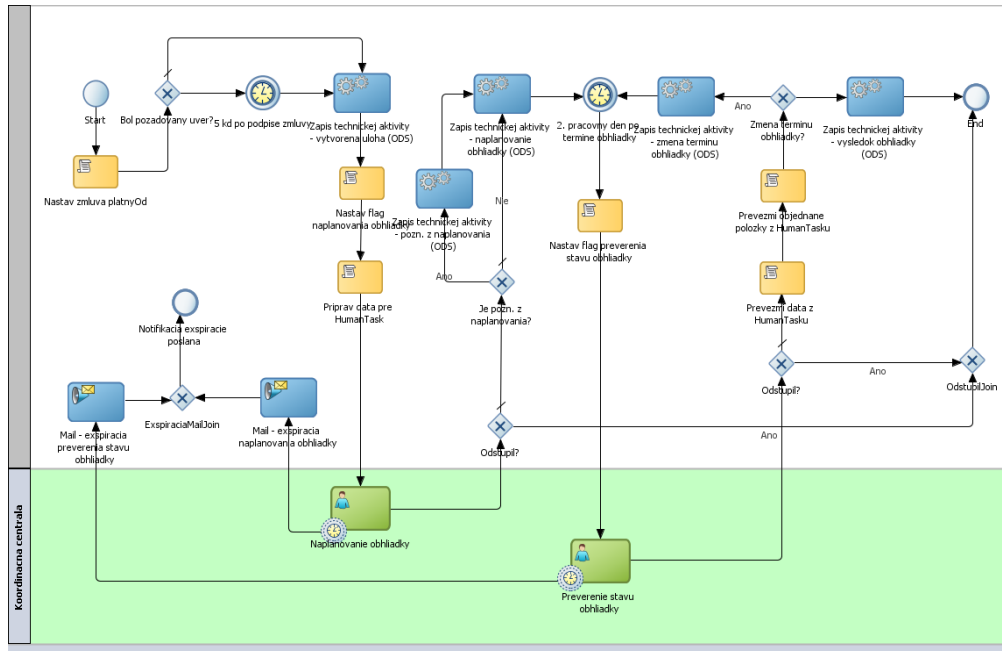 Start
Bol pozadovany uver?
5 kd po podpise zmluvy
Zapis technickej aktivity
- vytvorena uloha (ODS)
Zapis technickej aktivity
- naplanovanie
obhliadky (ODS)
2. pracovny den po
termine obhliadky
Zapis technickej aktivity
- zmena terminu
obhliadky (ODS)
Ano
Zmena terminu
obhliadky?
Zapis technickej aktivity
- vysledok obhliadky
(ODS)
End
Nastav zmluva platnyOd
Nastav flag
naplanovania obhliadky
Zapis technickej aktivity
- pozn. z naplanovania
(ODS)
Ne
Nastav flag preverenia
stavu obhliadky
Prevezmi objednane
polozky z HumanTasku
Priprav data pre
HumanTask
Ano
Je pozn. z
naplanovania?
Prevezmi data z
HumanTasku
Notifikacia exspiracie
poslana
Odstupil?
Ano
OdstupilJoin
Mail - exspiracia
preverenia stavu
obhliadky
ExspiraciaMailJoin
Mail - exspiracia
naplanovania obhliadky
Odstupil?
Ano
Koordinacna centrala
Naplanovanie obhliadky
Preverenie stavu
obhliadky